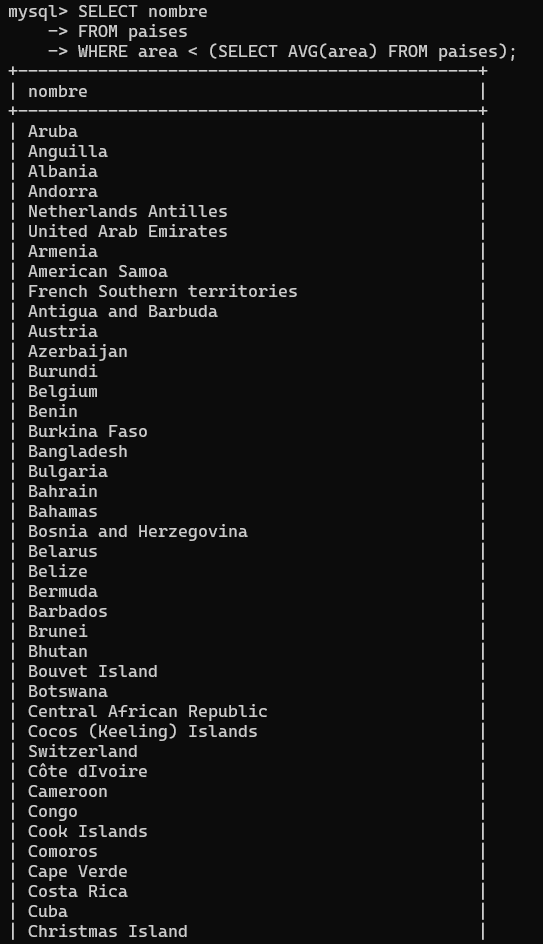 mysql> SELECT nombre
    -> FROM paises
    -> WHERE area < (SELECT AVG(area) FROM paises);
+----------------------------------------------+
| nombre                                       |
+----------------------------------------------+
| Aruba                                        |
| Anguilla                                     |
| Albania                                      |
| Andorra                                      |
| Netherlands Antilles                         |
| United Arab Emirates                         |
| Armenia                                      |
| American Samoa                               |
| French Southern territories                  |
| Antigua and Barbuda                          |
| Austria                                      |
| Azerbaijan                                   |
| Burundi                                      |
| Belgium                                      |
| Benin                                        |
| Burkina Faso                                 |
| Bangladesh                                   |
| Bulgaria                                     |
| Bahrain                                      |
| Bahamas                                      |
| Bosnia and Herzegovina                       |
| Belarus                                      |
| Belize                                       |
| Bermuda                                      |
| Barbados                                     |
| Brunei                                       |
| Bhutan                                       |
| Bouvet Island                                |
| Botswana                                     |
| Central African Republic                     |
| Cocos (Keeling) Islands                      |
| Switzerland                                  |
| Côte dIvoire                                 |
| Cameroon                                     |
| Congo                                        |
| Cook Islands                                 |
| Comoros                                      |
| Cape Verde                                   |
| Costa Rica                                   |
| Cuba                                         |
| Christmas Island                             |